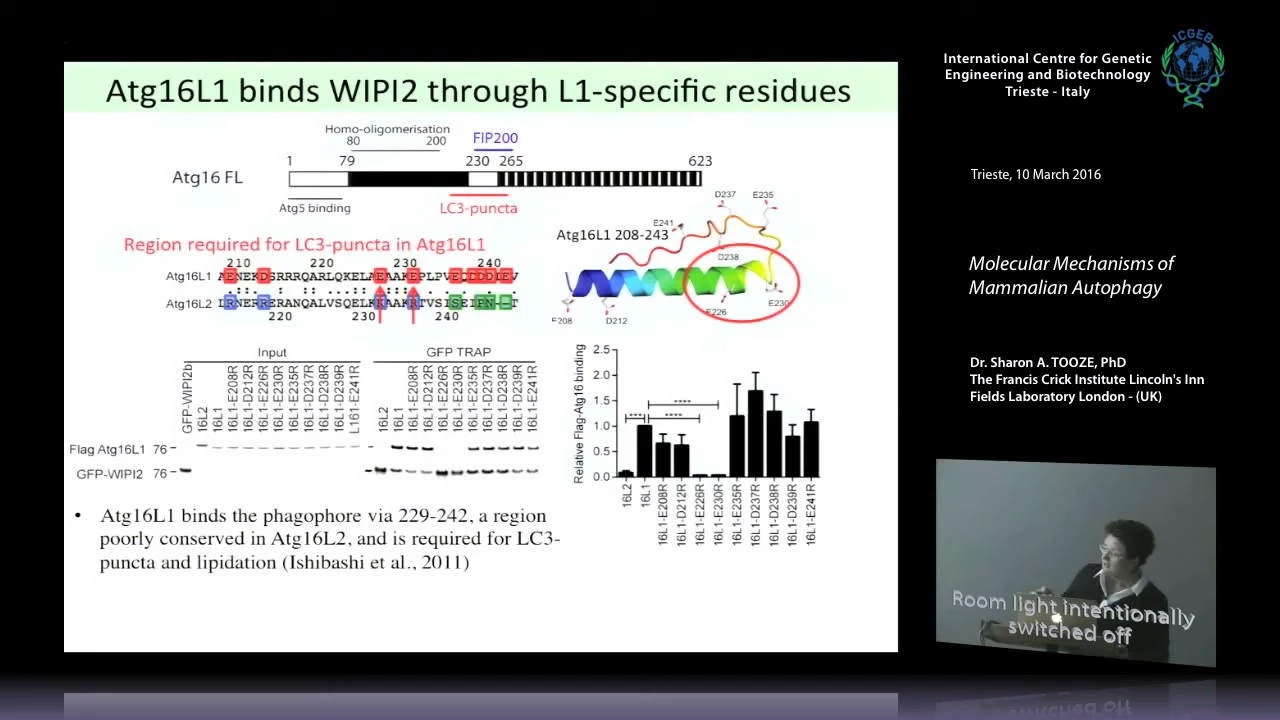 Atg16L1 binds WIPI2 through L1-specific residues
Homo-oligomerisation
80 200
FIP200
1 79 230 265 623
Atg16 FL
Atg5 binding
LC3-puncta
Region required for LC3-puncta in Atg16L1
210 220 230 240
Atg16L1 AENEKDSRRRQARLQKELAEAAKEPLPVEQDDDIEV
Atg16L2 LRNERRERANQALVSQELKKAAKRTVSISEIPN--T
220 230 240
Atg16L1 208-243
D237 E235
E241
D238
E230
E226
E208 D212
Input GFP TRAP
GFP-WIPI2b
16L2
16L1
16L1-E208R
16L1-D212R
16L1-E226R
16L1-E230R
16L1-E235R
16L1-D237R
16L1-D238R
16L1-D239R
L161-E241R
16L2
16L1
16L1-E208R
16L1-D212R
16L1-E226R
16L1-E230R
16L1-E235R
16L1-D237R
16L1-D238R
16L1-D239R
16L1-E241R
Flag Atg16L1 76
GFP-WIPI2 76
Relative Flag-Atg16 binding
2.5
2.0
1.5
1.0
0.5
0.0
****
*** ****
16L2
16L1
16L1-E208R
16L1-D212R
16L1-E226R
16L1-E230R
16L1-E235R
16L1-D237R
16L1-D238R
16L1-D239R
16L1-E241R
• Atg16L1 binds the phagophore via 229-242, a region
poorly conserved in Atg16L2, and is required for LC3-
puncta and lipidation (Ishibashi et al., 2011)
International Centre for Genetic
Engineering and Biotechnology
Trieste - Italy
ICGEB
Trieste, 10 March 2016
Molecular Mechanisms of
Mammalian Autophagy
Dr. Sharon A. TOOZE, PhD
The Francis Crick Institute Lincoln's Inn
Fields Laboratory London - (UK)
Room light intentionally
switched off